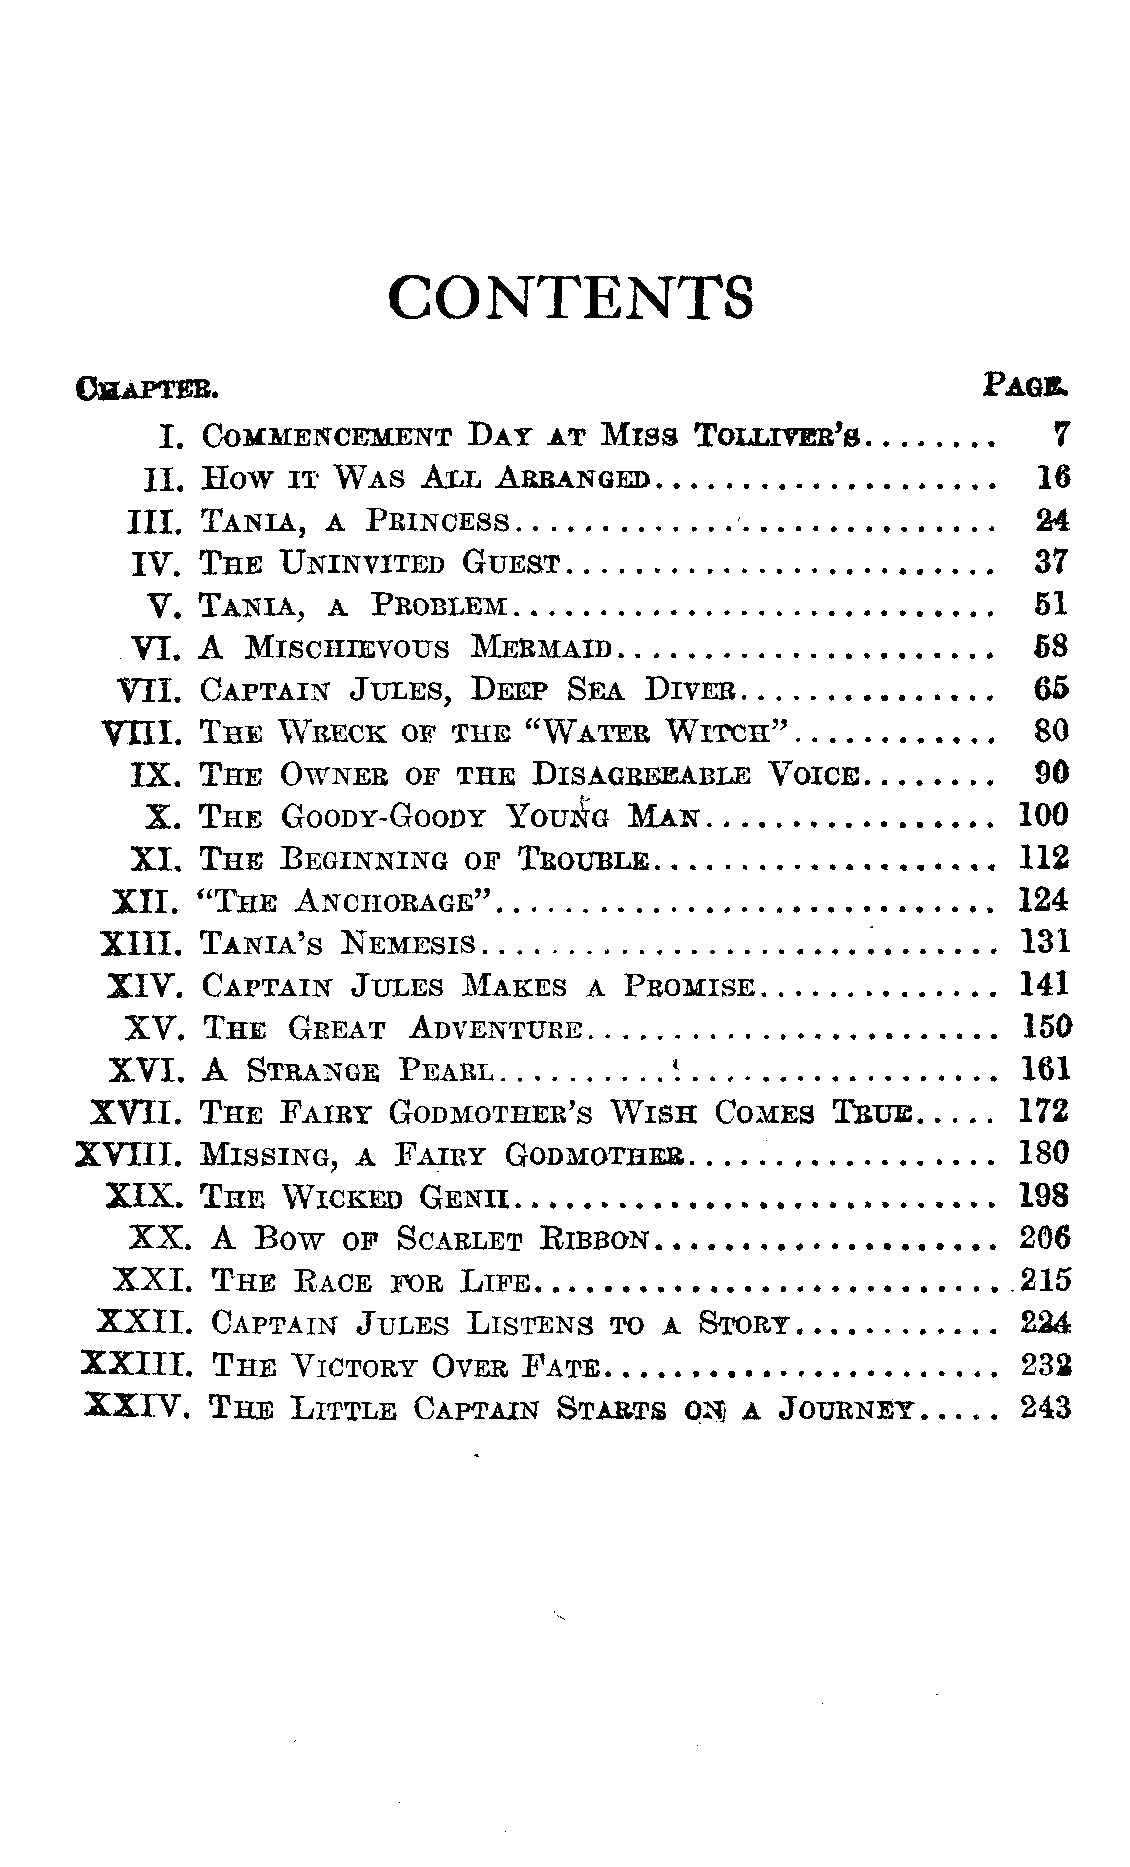 CONTENTS
CHAPTER. PAGE.
I. COMMENCEMENT DAY AT MISS TOLLIVER'S........ 7
II. HOW IT WAS ALL ARRANGED.................... 16
III. TANIA, A PRINCESS............................ 24
IV. THE UNINVITED GUEST......................... 37
V. TANIA, A PROBLEM............................ 51
VI. A MISCHIEVOUS MERMAID...................... 58
VII. CAPTAIN JULES, DEEP SEA DIVER............... 65
VIII. THE WRECK OF THE "WATER WITCH"............ 80
IX. THE OWNER OF THE DISAGREEABLE VOICE........ 90
X. THE GOODY-GOODY YOUNG MAN................. 100
XI. THE BEGINNING OF TROUBLE.................... 112
XII. "THE ANCHORAGE"............................. 124
XIII. TANIA'S NEMESIS.............................. 131
XIV. CAPTAIN JULES MAKES A PROMISE.............. 141
XV. THE GREAT ADVENTURE........................ 150
XVI. A STRANGE PEARL............................. 161
XVII. THE FAIRY GODMOTHER'S WISH COMES TRUE..... 172
XVIII. MISSING, A FAIRY GODMOTHER.................. 180
XIX. THE WICKED GENII............................ 198
XX. A BOW OF SCARLET RIBBON.................... 206
XXI. THE RACE FOR LIFE............................ 215
XXII. CAPTAIN JULES LISTENS TO A STORY............ 224
XXIII. THE VICTORY OVER FATE....................... 232
XXIV. THE LITTLE CAPTAIN STARTS ON A JOURNEY..... 243